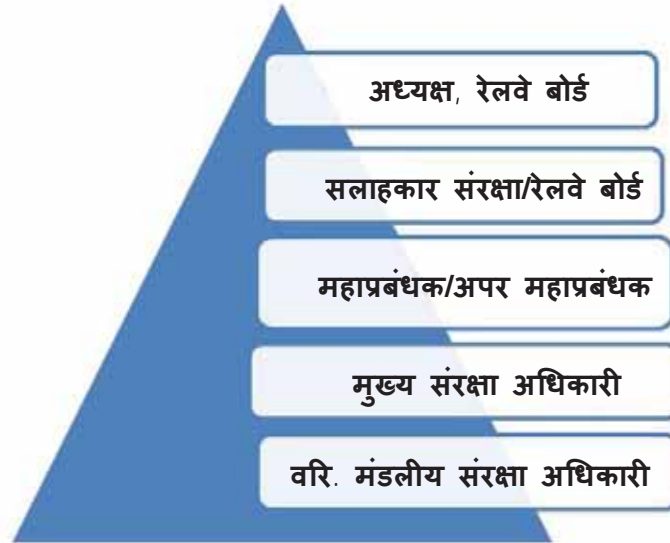 अध्यक्ष, रेलवे बोर्ड
सलाहकार संरक्षा/रेलवे बोर्ड
महाप्रबंधक/अपर महाप्रबंधक
मुख्य संरक्षा अधिकारी
वरि. मंडलीय संरक्षा अधिकारी